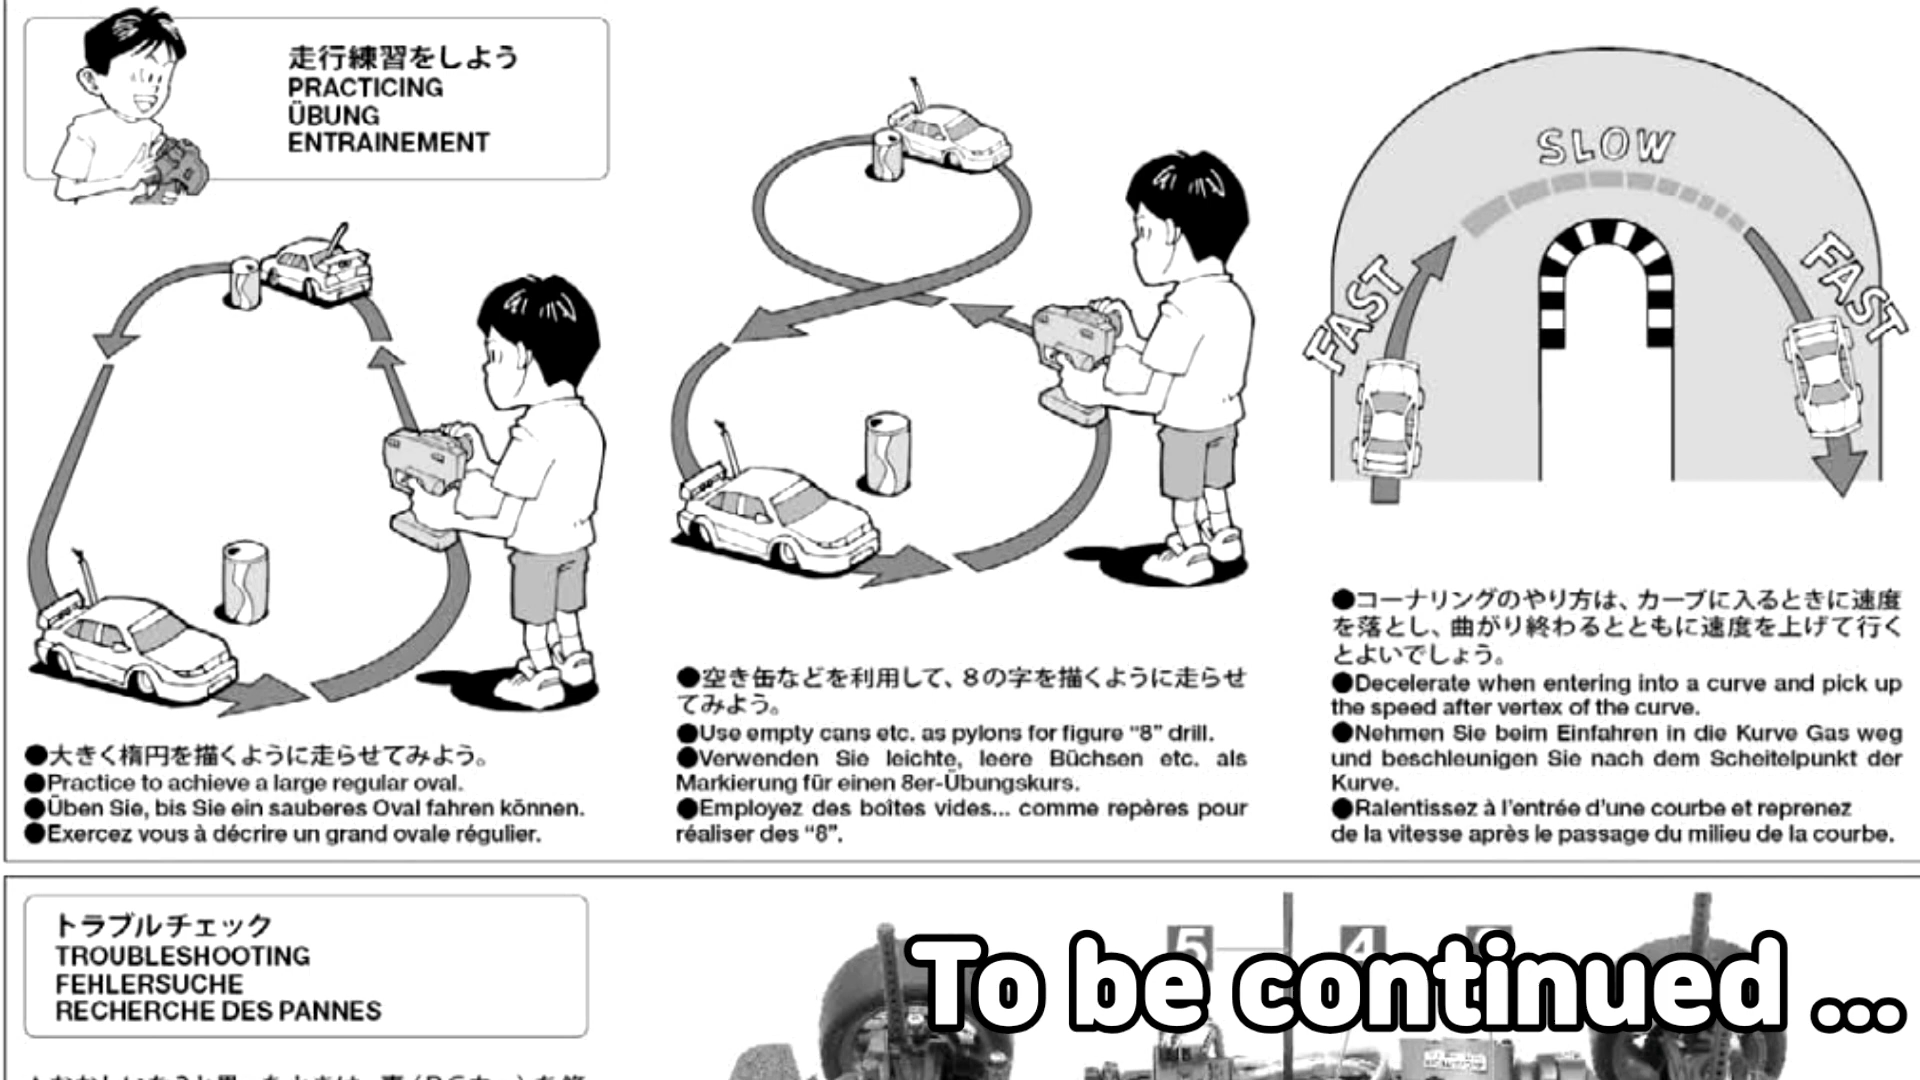 走行練習をしよう
PRACTICING
ÜBUNG
ENTRAINEMENT
●大きく楕円を描くように走らせてみよう。
●Practice to achieve a large regular oval.
●Üben Sie, bis Sie ein sauberes Oval fahren können.
●Exercez vous à décrire un grand ovale régulier.
●空き缶などを利用して、8の字を描くように走らせ
てみよう。
●Use empty cans etc. as pylons for figure “8” drill.
●Verwenden Sie leichte, leere Büchsen etc. als
Markierung für einen 8er-Übungskurs.
●Employez des boîtes vides... comme repères pour
réaliser des “8”.
SLOW
FAST
FAST
●コーナリングのやり方は、カーブに入るときに速度
を落とし、曲がり終わるとともに速度を上げて行く
とよいでしょう。
●Decelerate when entering into a curve and pick up
the speed after vertex of the curve.
●Nehmen Sie beim Einfahren in die Kurve Gas weg
und beschleunigen Sie nach dem Scheitelpunkt der
Kurve.
●Ralentissez à l’entrée d’une courbe et reprenez
de la vitesse après le passage du milieu de la courbe.
トラブルチェック
TROUBLESHOOTING
FEHLERSUCHE
RECHERCHE DES PANNES
5
4
To be continued ...